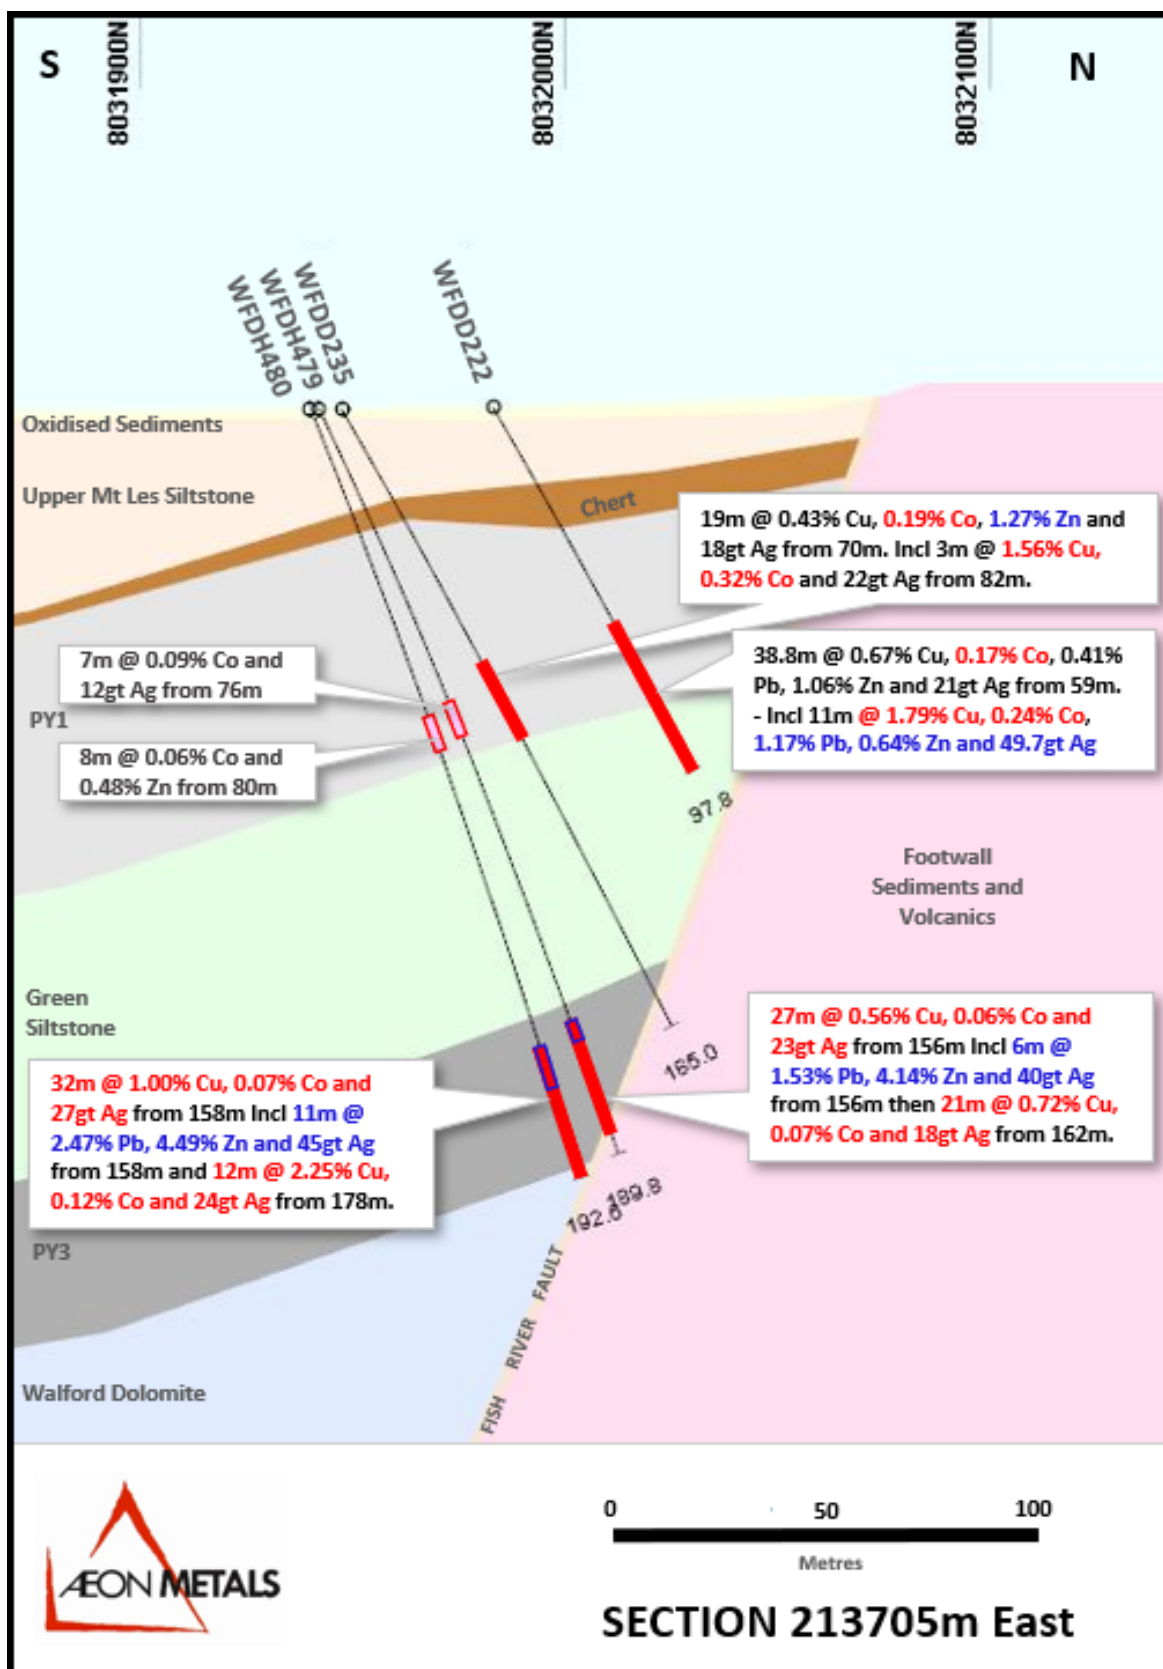 S
N
8031900N
8032000N
8032100N
WFDH480
WFDH479
WFDD235
WFDD222
Oxidised Sediments
Upper Mt Les Siltstone
Chert
19m @ 0.43% Cu, 0.19% Co, 1.27% Zn and
18gt Ag from 70m. Incl 3m @ 1.56% Cu,
0.32% Co and 22gt Ag from 82m.
38.8m @ 0.67% Cu, 0.17% Co, 0.41%
Pb, 1.06% Zn and 21gt Ag from 59m.
- Incl 11m @ 1.79% Cu, 0.24% Co,
1.17% Pb, 0.64% Zn and 49.7gt Ag
7m @ 0.09% Co and
12gt Ag from 76m
PY1
8m @ 0.06% Co and
0.48% Zn from 80m
97.8
Footwall
Sediments and
Volcanics
Green
Siltstone
165.0
27m @ 0.56% Cu, 0.06% Co and
23gt Ag from 156m Incl 6m @
1.53% Pb, 4.14% Zn and 40gt Ag
from 156m then 21m @ 0.72% Cu,
0.07% Co and 18gt Ag from 162m.
32m @ 1.00% Cu, 0.07% Co and
27gt Ag from 158m Incl 11m @
2.47% Pb, 4.49% Zn and 45gt Ag
from 158m and 12m @ 2.25% Cu,
0.12% Co and 24gt Ag from 178m.
189.8
192.6
PY3
FISH RIVER FAULT
Walford Dolomite
ÆON METALS
0 50 100
Metres
SECTION 213705m East